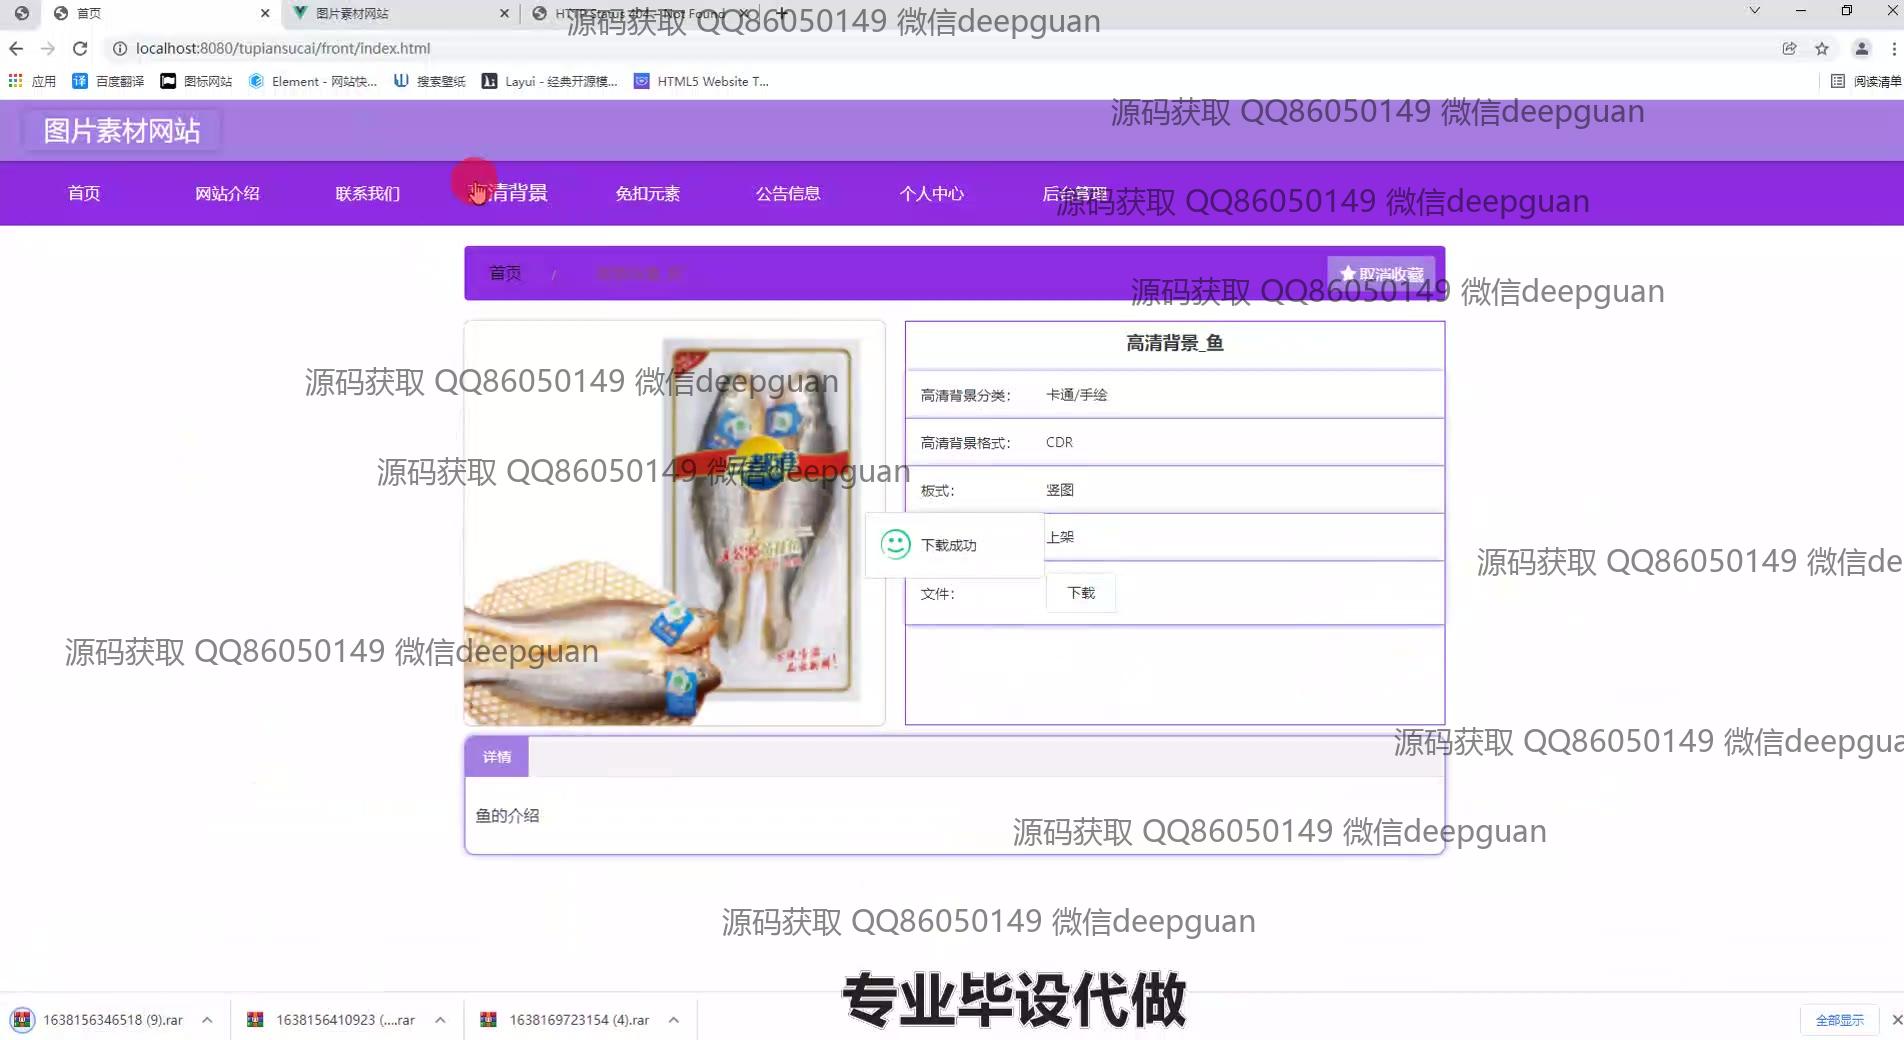 首页
图片素材网站
HTTP Status 404 – Not Found
源码获取 QQ86050149 微信deepguan
localhost:8080/tupiansucai/front/index.html
应用
百度翻译
图标网站
Element - 网站快...
搜索壁纸
Layui - 经典开源模...
HTML5 Website T...
阅读清单
图片素材网站
源码获取 QQ86050149 微信deepguan
首页
网站介绍
联系我们
清背景
免扣元素
公告信息
个人中心
后台管理
源码获取 QQ86050149 微信deepguan
首页 /
取消收藏
源码获取 QQ86050149 微信deepguan
高清背景_鱼
源码获取 QQ86050149 微信deepguan
高清背景分类： 卡通/手绘
高清背景格式： CDR
源码获取 QQ86050149 微信deepguan
板式： 竖图
上架
下载成功
源码获取 QQ86050149 微信de
文件： 下载
源码获取 QQ86050149 微信deepguan
源码获取 QQ86050149 微信deepgua
详情
鱼的介绍
源码获取 QQ86050149 微信deepguan
源码获取 QQ86050149 微信deepguan
专业毕设代做
1638156346518 (9).rar
1638156410923 (....rar
1638169723154 (4).rar
全部显示